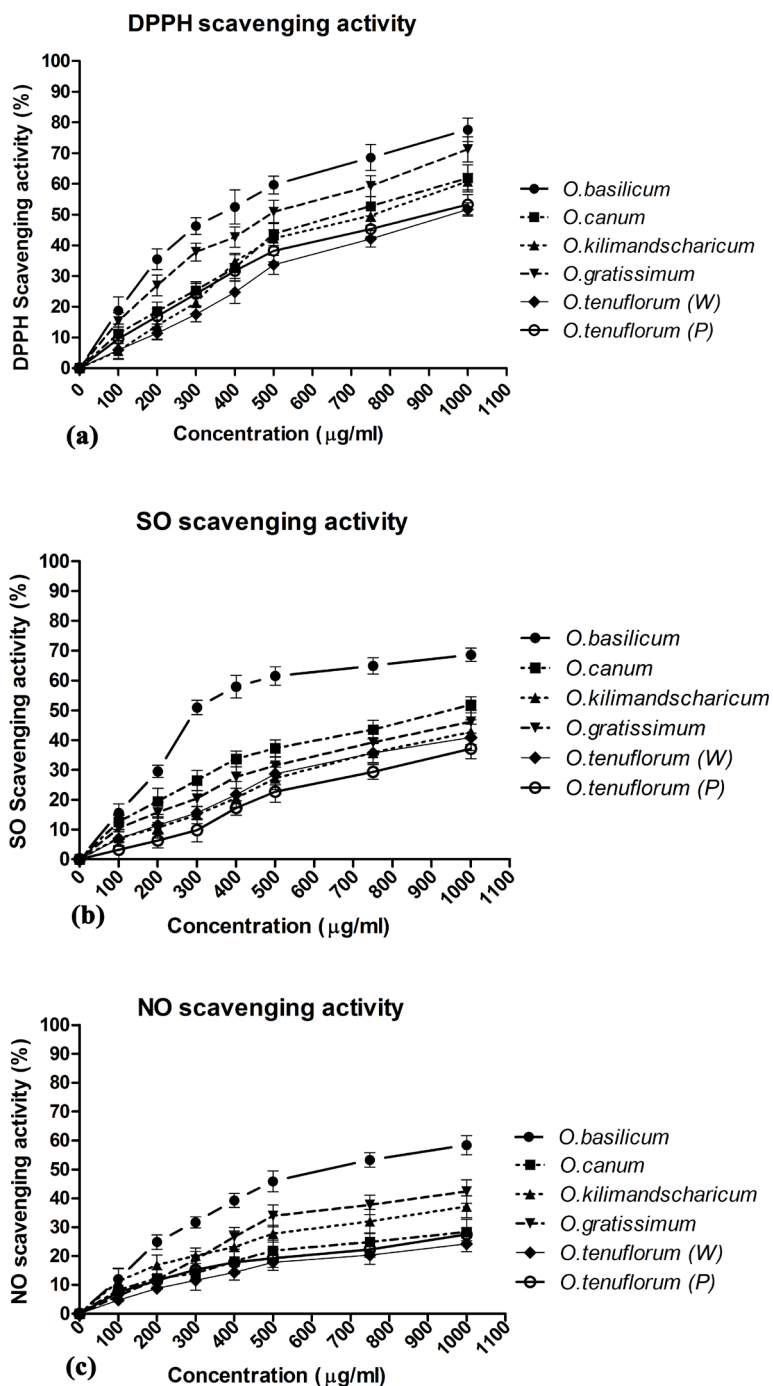 DPPH scavenging activity
DPPH Scavenging activity (%)
100
90
80
70
60
50
40
30
20
10
0
0 100 200 300 400 500 600 700 800 900 1000 1100
Concentration ( μg/ml)
(a)
O.basilicum
O.canum
O.kilimandscharicum
O.gratissimum
O.tenuflorum (W)
O.tenuflorum (P)
SO scavenging activity
SO Scavenging activity (%)
100
90
80
70
60
50
40
30
20
10
0
0 100 200 300 400 500 600 700 800 900 1000 1100
Concentration ( μg/ml)
(b)
O.basilicum
O.canum
O.kilimandscharicum
O.gratissimum
O.tenuflorum (W)
O.tenuflorum (P)
NO scavenging activity
NO scavenging activity (%)
100
90
80
70
60
50
40
30
20
10
0
0 100 200 300 400 500 600 700 800 900 1000 1100
Concentration ( μg/ml)
(c)
O.basilicum
O.canum
O.kilimandscharicum
O.gratissimum
O.tenuflorum (W)
O.tenuflorum (P)